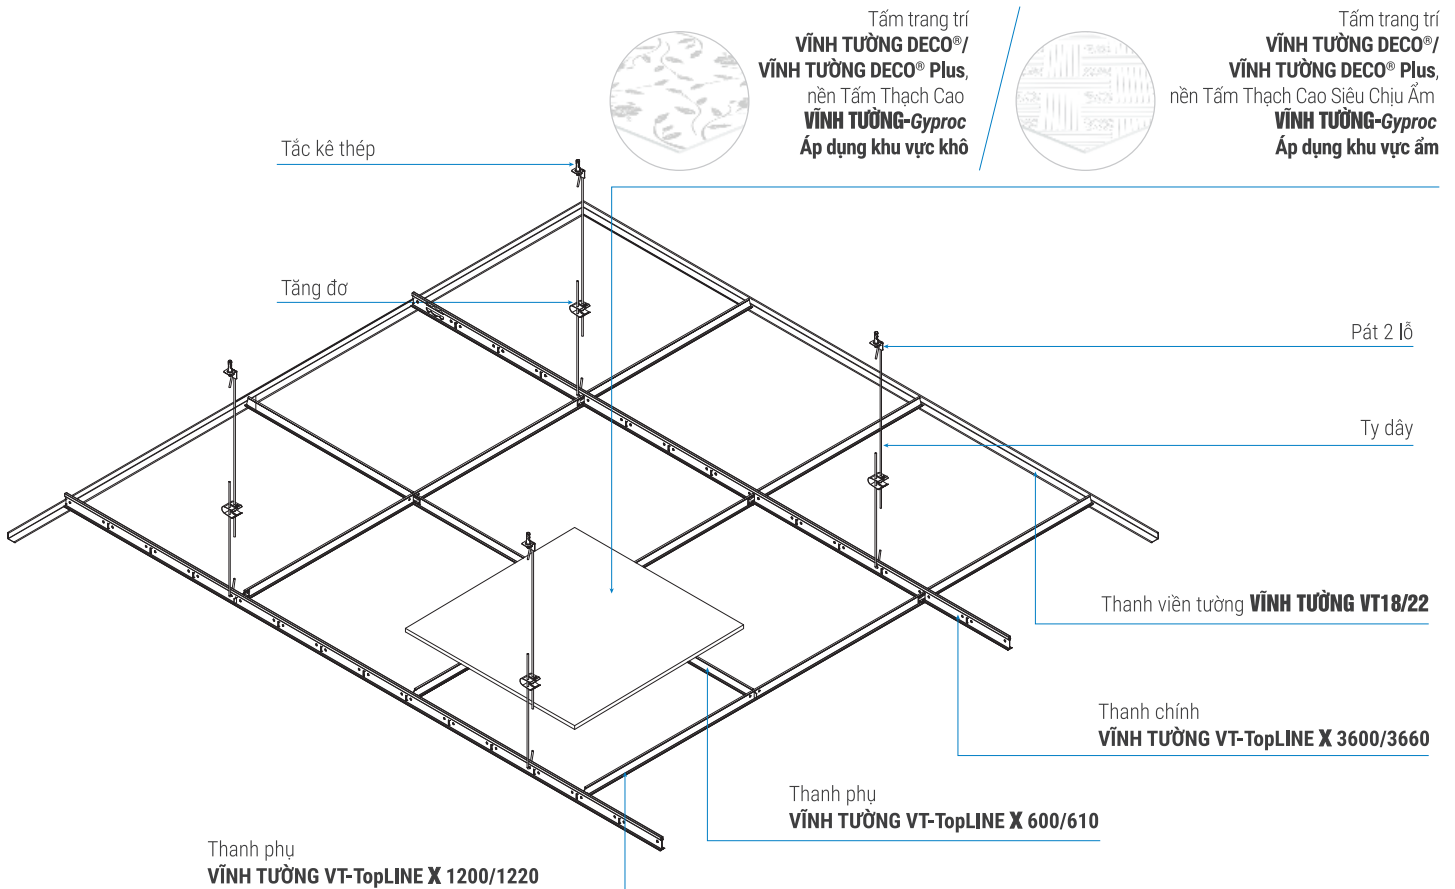 Tấm trang trí
VĨNH TƯỜNG DECO®/
VĨNH TƯỜNG DECO® Plus,
nền Tấm Thạch Cao
VĨNH TƯỜNG-Gyproc
Áp dụng khu vực khô
Tấm trang trí
VĨNH TƯỜNG DECO®/
VĨNH TƯỜNG DECO® Plus,
nền Tấm Thạch Cao Siêu Chịu Ẩm
VĨNH TƯỜNG-Gyproc
Áp dụng khu vực ẩm
Tắc kê thép
Tăng đơ
Pát 2 lỗ
Ty dây
Thanh viền tường VĨNH TƯỜNG VT18/22
Thanh chính
VĨNH TƯỜNG VT-TopLINE X 3600/3660
Thanh phụ
VĨNH TƯỜNG VT-TopLINE X 600/610
Thanh phụ
VĨNH TƯỜNG VT-TopLINE X 1200/1220